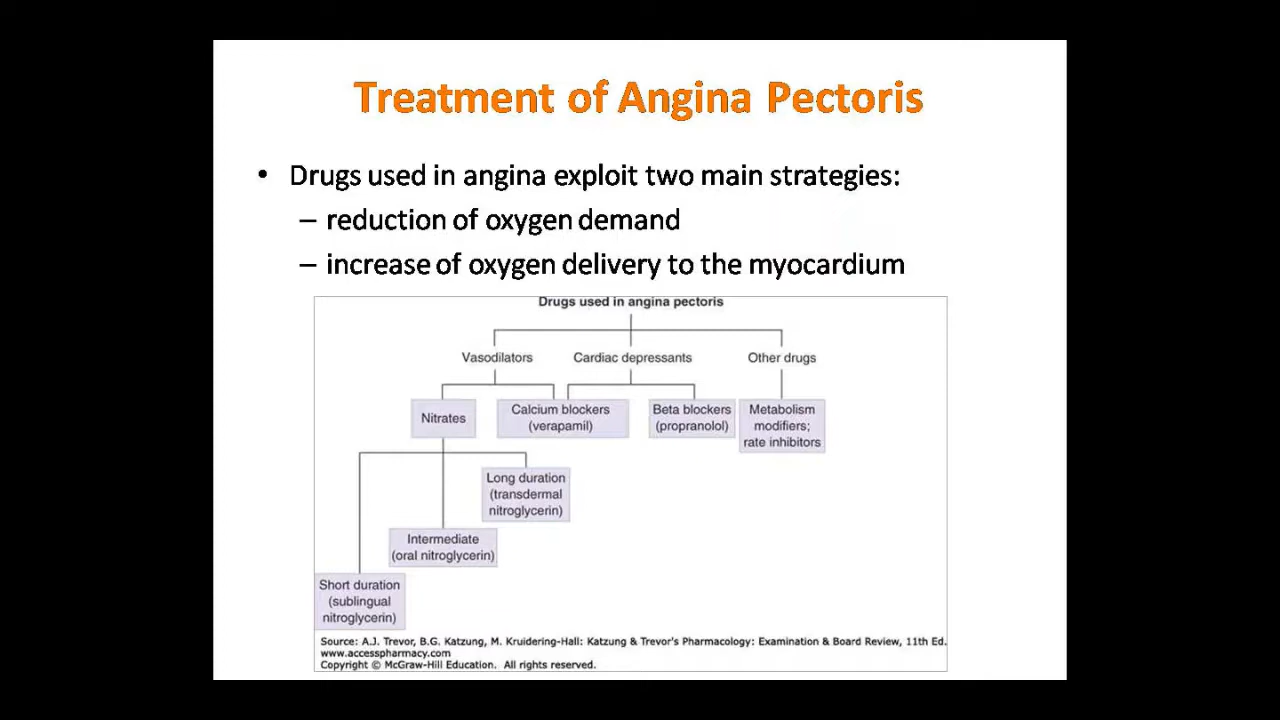 Treatment of Angina Pectoris
• Drugs used in angina exploit two main strategies:
– reduction of oxygen demand
– increase of oxygen delivery to the myocardium
Drugs used in angina pectoris
Vasodilators
Cardiac depressants
Other drugs
Nitrates
Calcium blockers
(verapamil)
Beta blockers
(propranolol)
Metabolism
modifiers;
rate inhibitors
Long duration
(transdermal
nitroglycerin)
Intermediate
(oral nitroglycerin)
Short duration
(sublingual
nitroglycerin)
Source: A.J. Trevor, B.G. Katzung, M. Kruidering-Hall: Katzung & Trevor's Pharmacology: Examination & Board Review, 11th Ed.
www.accesspharmacy.com
Copyright © McGraw-Hill Education. All rights reserved.